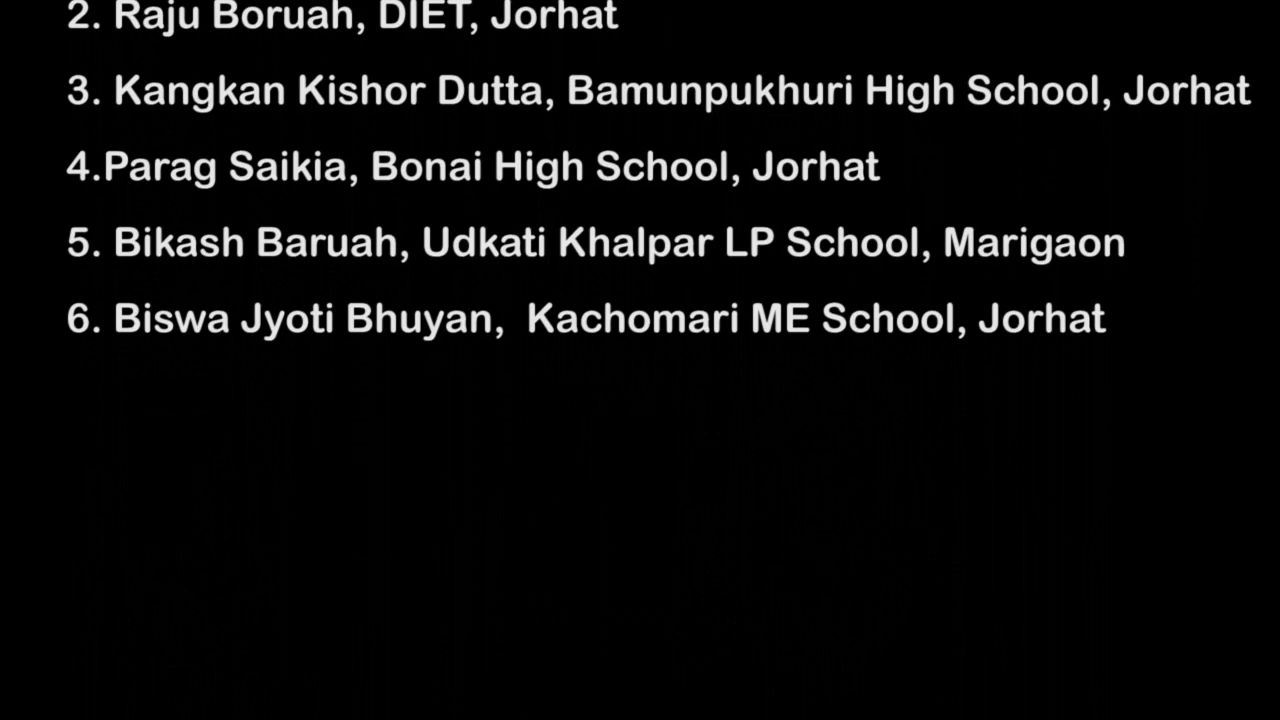 2. Raju Boruah, DIET, Jorhat
3. Kangkan Kishor Dutta, Bamunpukhuri High School, Jorhat
4.Parag Saikia, Bonai High School, Jorhat
5. Bikash Baruah, Udkati Khalpar LP School, Marigaon
6. Biswa Jyoti Bhuyan,  Kachomari ME School, Jorhat